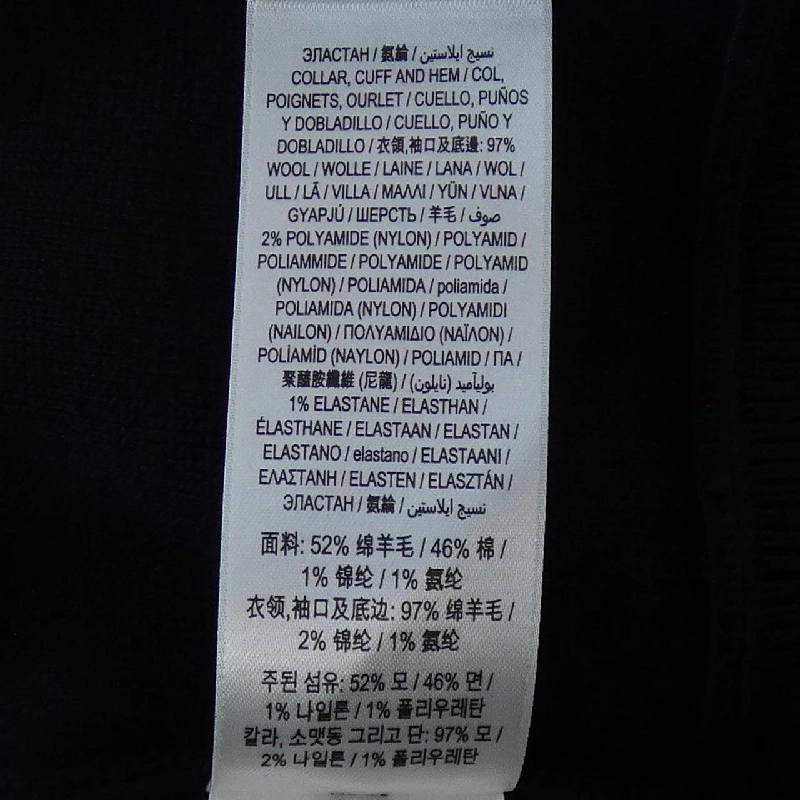 ЭЛАСТАН / 氨綸 / نسيج ايلاستين /
COLLAR, CUFF AND HEM / COL,
POIGNETS, OURLET / CUELLO, PUÑOS
Y DOBLADILLO / CUELLO, PUÑO Y
DOBLADILLO / 衣領,袖口及底邊: 97%
WOOL / WOLLE / LAINE / LANA / WOL /
ULL / LÃ / VILLA / ΜΑΛΛΙ / YÜN / VLNA /
GYAPJÚ / ШЕРСТЬ / 羊毛 / صوف /
2% POLYAMIDE (NYLON) / POLYAMID /
POLIAMMIDE / POLYAMIDE / POLYAMID
(NYLON) / POLIAMIDA / poliamida /
POLIAMIDA (NYLON) / POLYAMIDI
(NAILON) / ΠΟΛΥΑΜΙΔΙΟ (ΝΑΪΛΟΝ) /
POLİAMİD (NAYLON) / POLIAMID / ПА /
聚醯胺纖維 (尼龍) / بوليآميد (نايلون) /
1% ELASTANE / ELASTHAN /
ÉLASTHANE / ELASTAAN / ELASTAN /
ELASTANO / elastano / ELASTAANI /
ΕΛΑΣΤΑΝΗ / ELASTEN / ELASZTÁN /
ЭЛАСТАН / 氨綸 / نسيج ايلاستين
面料: 52% 绵羊毛 / 46% 棉 /
1% 锦纶 / 1% 氨纶
衣领,袖口及底边: 97% 绵羊毛 /
2% 锦纶 / 1% 氨纶
주된 섬유: 52% 모 / 46% 면 /
1% 나일론 / 1% 폴리우레탄
칼라, 소맷동 그리고 단: 97% 모 /
2% 나일론 / 1% 폴리우레탄